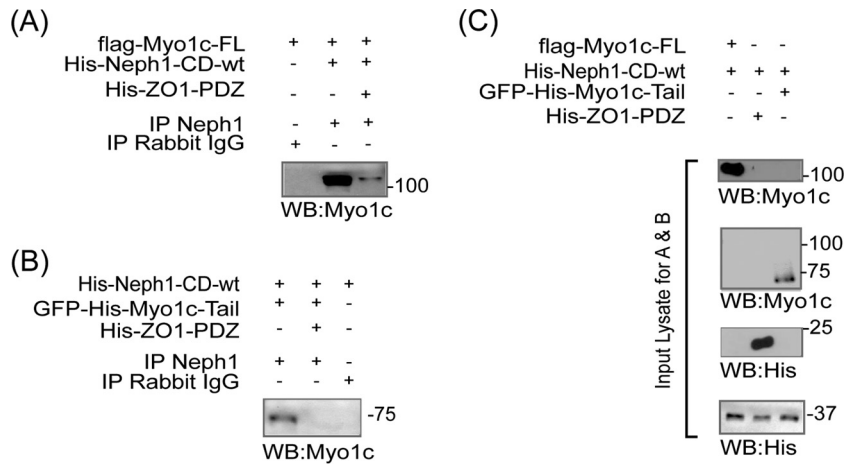 (A)
flag-Myo1c-FL + + +
His-Neph1-CD-wt - + +
His-ZO1-PDZ - - +
IP Neph1 - + +
IP Rabbit IgG + - -
-100
WB:Myo1c
(B)
His-Neph1-CD-wt + + +
GFP-His-Myo1c-Tail + + -
His-ZO1-PDZ - + -
IP Neph1 + + -
IP Rabbit IgG - - +
-75
WB:Myo1c
(C)
flag-Myo1c-FL + - -
His-Neph1-CD-wt + + +
GFP-His-Myo1c-Tail - - +
His-ZO1-PDZ - + -
Input Lysate for A & B
-100
WB:Myo1c
-100
-75
WB:Myo1c
-25
WB:His
-37
WB:His